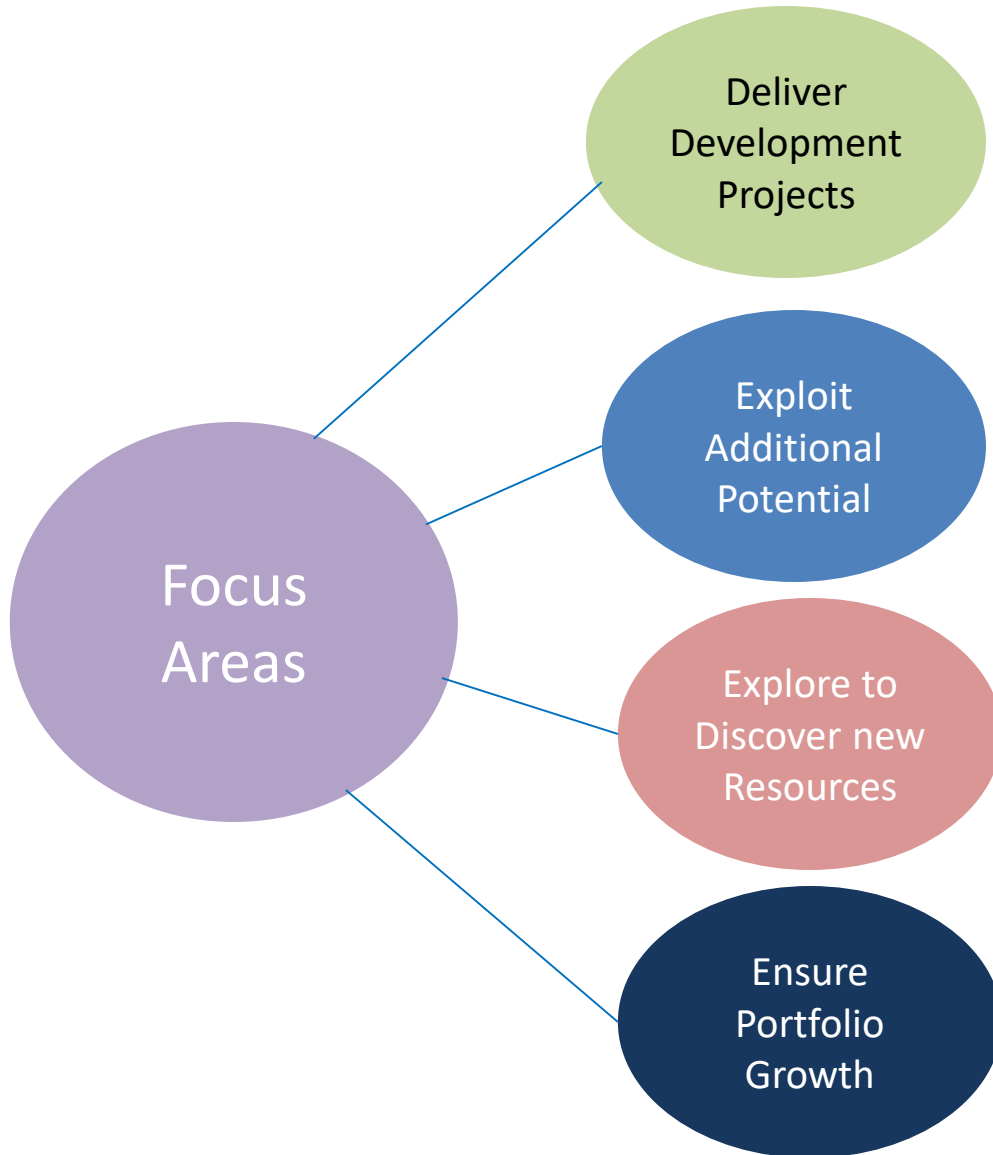 Deliver
Development
Projects
Exploit
Additional
Potential
Focus
Areas
Explore to
Discover new
Resources
Ensure
Portfolio
Growth